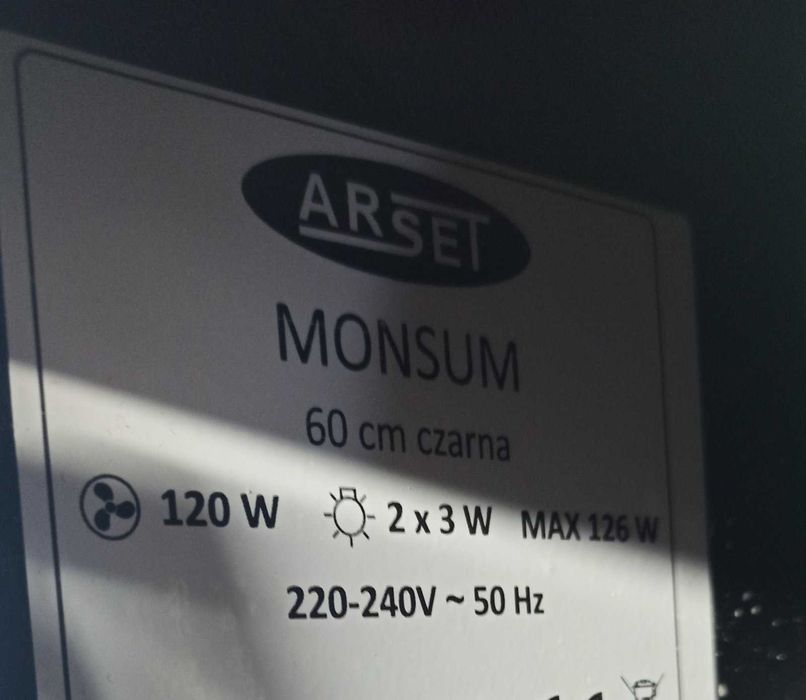 ARSET
MONSUM
60 cm czarna
120 W 2 x 3 W MAX 126 W
220-240V ~ 50 Hz